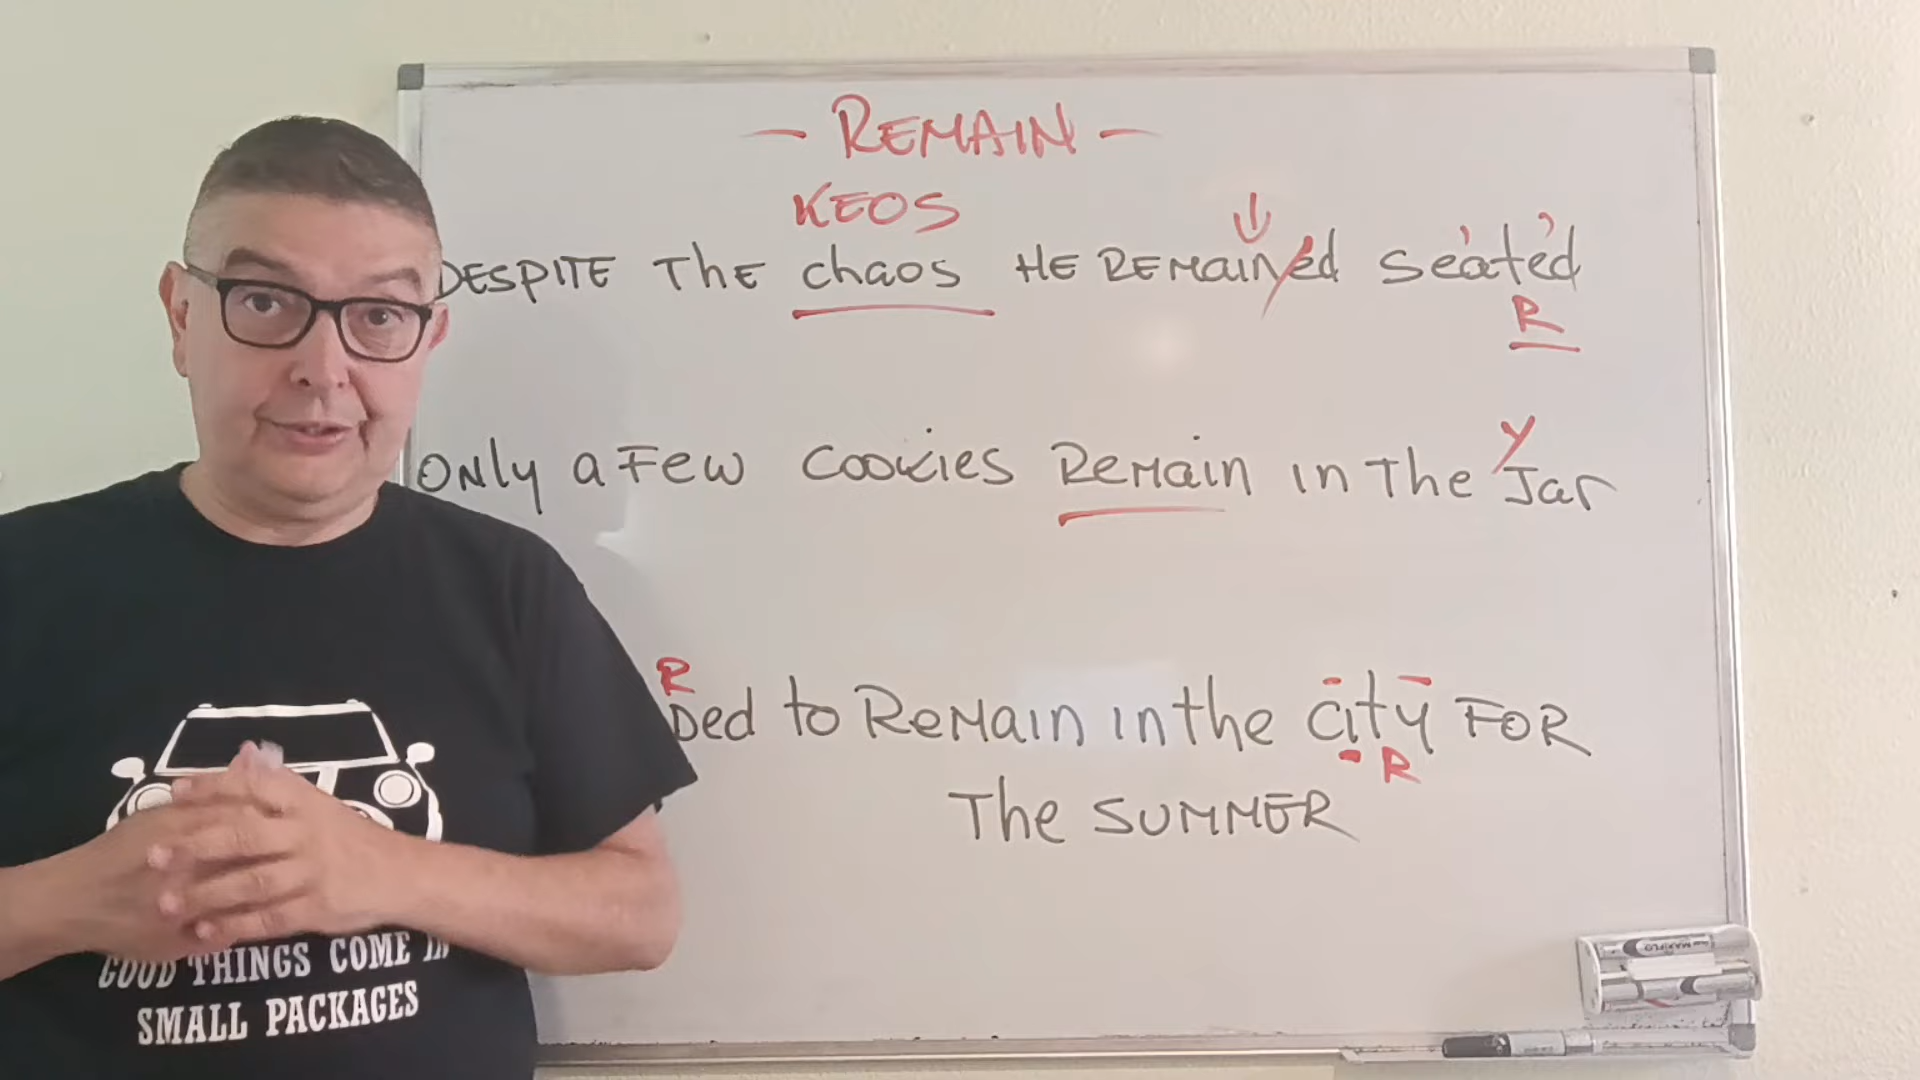 - REMAIN -
KEOS
DESPITE The chaos HE REMained seated
R
Y
Only a Few cookies Remain in The Jar
R
Ded to Remain in the city FOR
R
The SUMMER
GOOD THINGS COME IN
SMALL PACKAGES